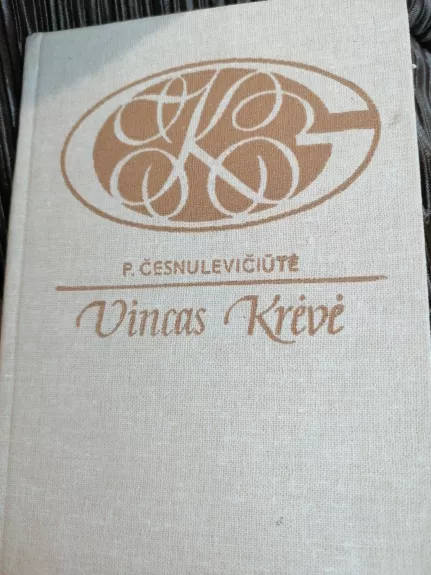 P. ČESNULEVIČIŪTĖ
Vincas Krėvė